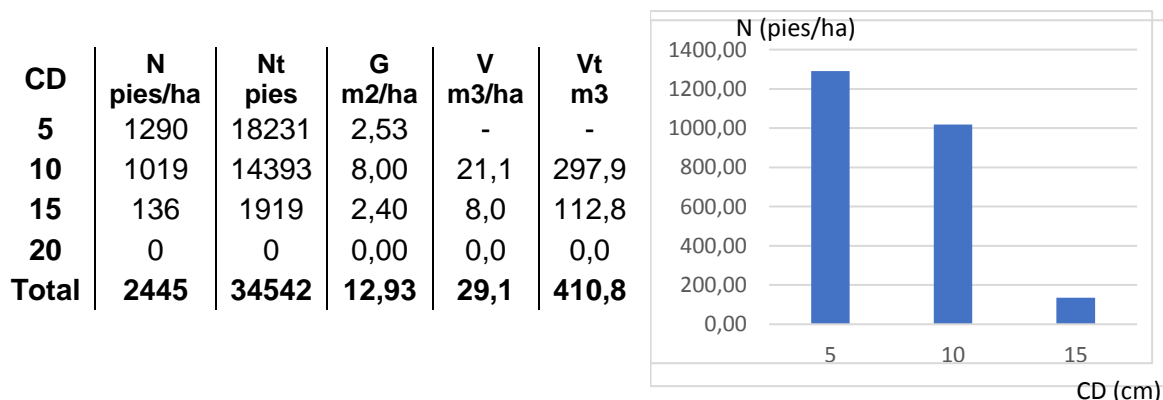 CD N Nt G V Vt
pies/ha pies m2/ha m3/ha m3
5 1290 18231 2,53 - -
10 1019 14393 8,00 21,1 297,9
15 136 1919 2,40 8,0 112,8
20 0 0 0,00 0,0 0,0
Total 2445 34542 12,93 29,1 410,8
N (pies/ha)
1400,00
1200,00
1000,00
800,00
600,00
400,00
200,00
0,00
5 10 15
CD (cm)